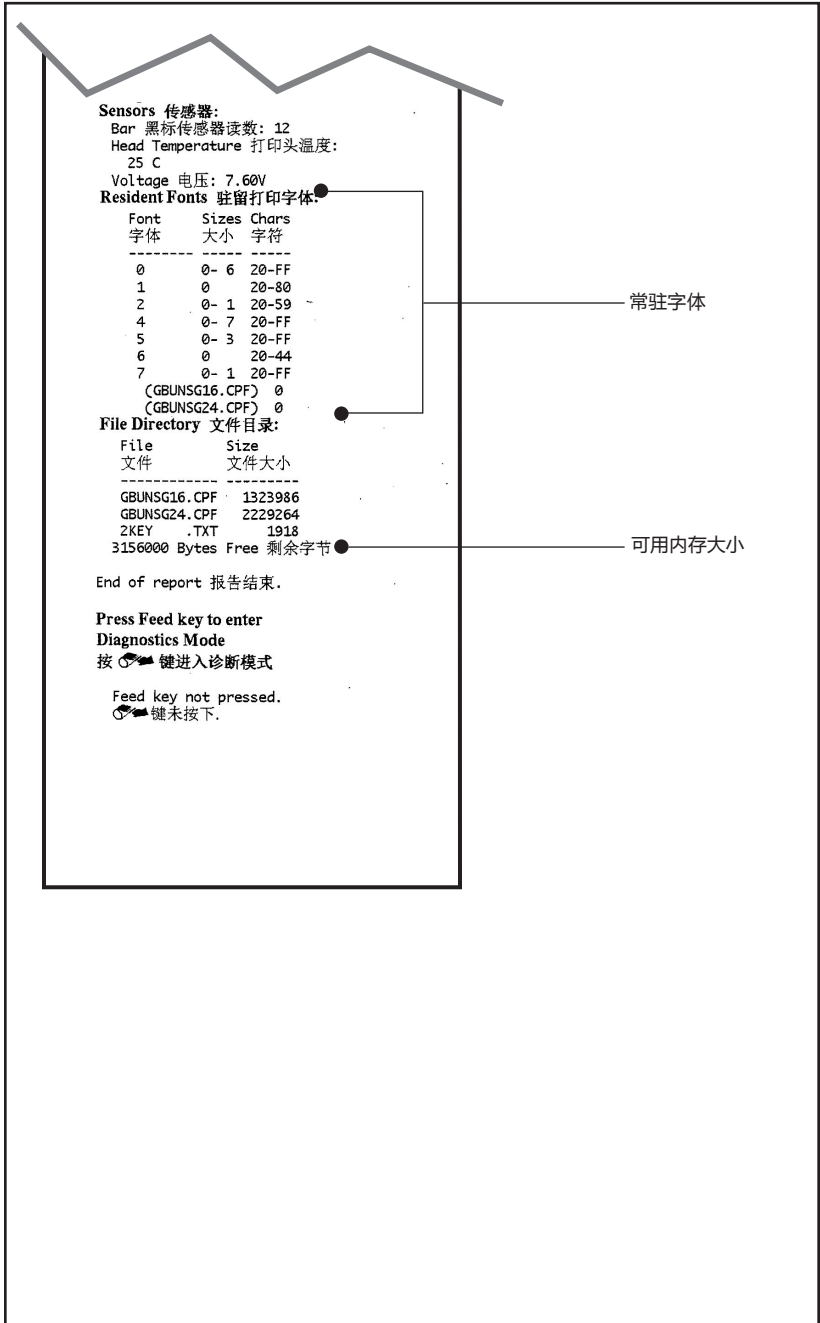 Sensors 传感器:
Bar 黑标传感器读数: 12
Head Temperature 打印头温度:
25 C
Voltage 电压: 7.60V
Resident Fonts 驻留打印字体:
Font Sizes Chars
字体 大小 字符
-------- ----- -----
0 0- 6 20-FF
1 0 20-80
2 0- 1 20-59
4 0- 7 20-FF
5 0- 3 20-FF
6 0 20-44
7 0- 1 20-FF
(GBUNSG16.CPF) 0
(GBUNSG24.CPF) 0
常驻字体
File Directory 文件目录:
File Size
文件 文件大小
------------ ---------
GBUNSG16.CPF 1323986
GBUNSG24.CPF 2229264
2KEY .TXT 1918
3156000 Bytes Free 剩余字节
可用内存大小
End of report 报告结束.
Press Feed key to enter
Diagnostics Mode
按 键进入诊断模式
Feed key not pressed.
键未按下.